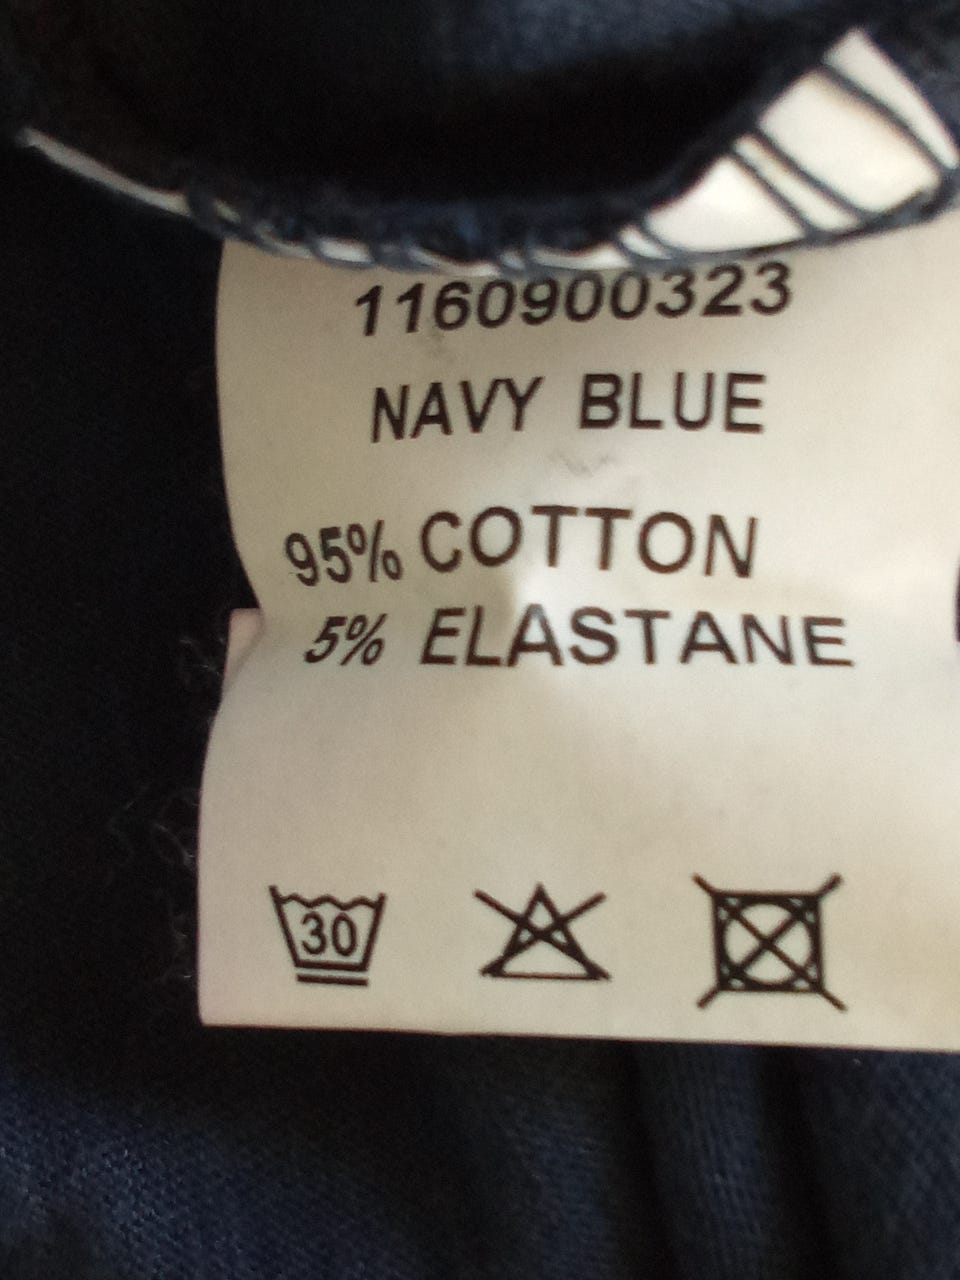 1160900323
NAVY BLUE
95% COTTON
5% ELASTANE
30